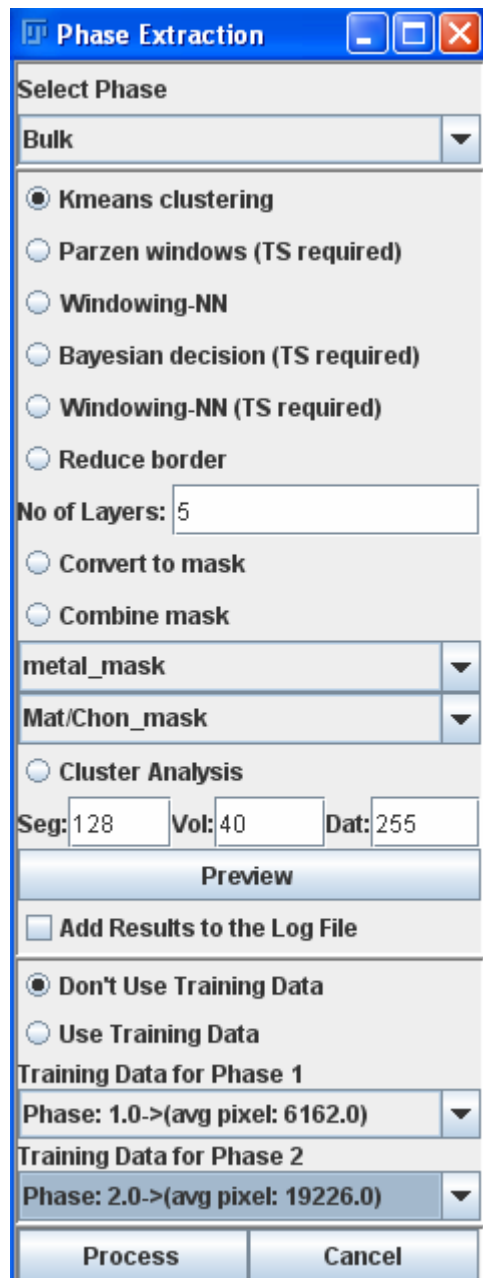 Phase Extraction
Select Phase
Bulk
Kmeans clustering
Parzen windows (TS required)
Windowing-NN
Bayesian decision (TS required)
Windowing-NN (TS required)
Reduce border
No of Layers: 5
Convert to mask
Combine mask
metal_mask
Mat/Chon_mask
Cluster Analysis
Seg: 128 Vol: 40 Dat: 255
Preview
Add Results to the Log File
Don't Use Training Data
Use Training Data
Training Data for Phase 1
Phase: 1.0->(avg pixel: 6162.0)
Training Data for Phase 2
Phase: 2.0->(avg pixel: 19226.0)
Process Cancel